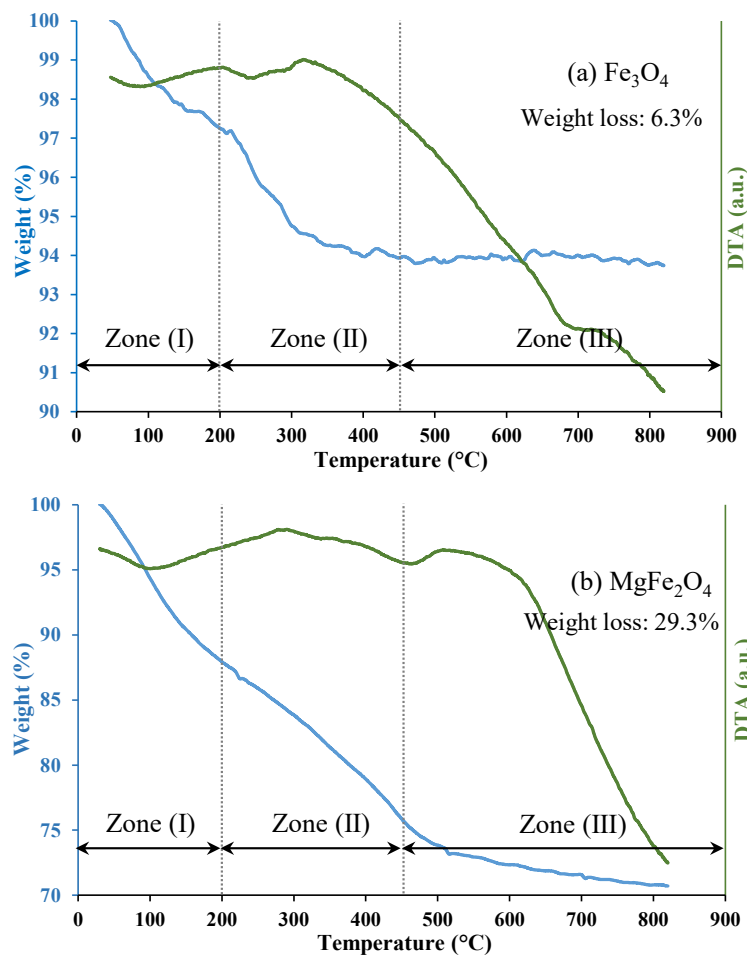 100
99
98
97
96
95
94
93
92
91
90
Weight (%)
(a) Fe₃O₄
Weight loss: 6.3%
DTA (a.u.)
Zone (I)
Zone (II)
Zone (III)
0 100 200 300 400 500 600 700 800 900
Temperature (°C)
100
95
90
85
80
75
70
Weight (%)
(b) MgFe₂O₄
Weight loss: 29.3%
DTA (a.u.)
Zone (I)
Zone (II)
Zone (III)
0 100 200 300 400 500 600 700 800 900
Temperature (°C)